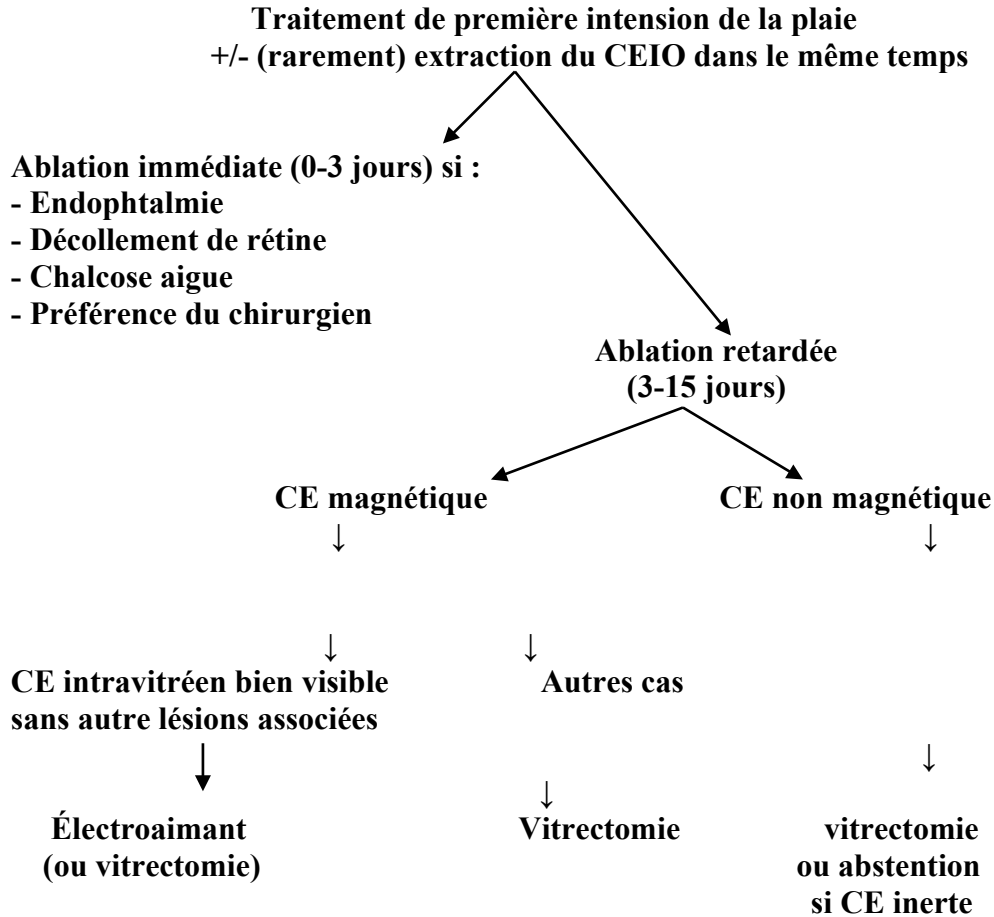 Traitement de première intension de la plaie
+/- (rarement) extraction du CEIO dans le même temps
Ablation immédiate (0-3 jours) si :
- Endophtalmie
- Décollement de rétine
- Chalcose aigue
- Préférence du chirurgien
Ablation retardée
(3-15 jours)
CE magnétique
CE non magnétique
↓
↓
↓
↓
CE intravitréen bien visible
sans autre lésions associées
Autres cas
↓
↓
Électroaimant
(ou vitrectomie)
Vitrectomie
vitrectomie
ou abstention
si CE inerte